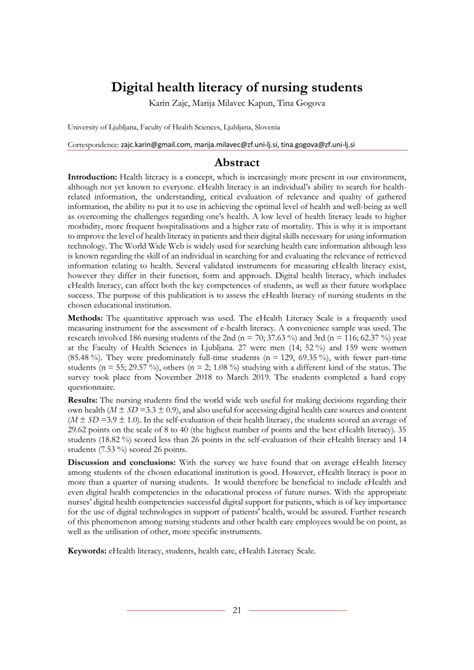 Digital health literacy of nursing students
Karin Zajc, Marija Milavec Kapun, Tina Gogova
University of Ljubljana, Faculty of Health Sciences, Ljubljana, Slovenia
Correspondence: zajc.karin@gmail.com, marija.milavec@zf.uni-lj.si, tina.gogova@zf.uni-lj.si
Abstract
Introduction: Health literacy is a concept, which is increasingly more present in our environment,
although not yet known to everyone. eHealth literacy is an individual's ability to search for health-
related information, the understanding, critical evaluation of relevance and quality of gathered
information, the ability to put it in to use in achieving the optimal level of health and well-being as well
as overcoming the challenges regarding one's health. A low level of health literacy leads to higher
morbidity, more frequent hospitalisations and a higher rate of mortality. This is why it is important
to improve the level of health literacy in patients and their digital skills necessary for using information
technology. The World Wide Web is widely used for searching health care information although less
is known regarding the skill of an individual in searching for and evaluating the relevance of retrieved
information relating to health. Several validated instruments for measuring eHealth literacy exist,
however they differ in their function, form and approach. Digital health literacy, which includes
eHealth literacy, can affect both the key competences of students, as well as their future workplace
success. The purpose of this publication is to assess the eHealth literacy of nursing students in the
chosen educational institution.
Methods: The quantitative approach was used. The eHealth Literacy Scale is a frequently used
measuring instrument for the assessment of e-health literacy. A convenience sample was used. The
research involved 186 nursing students of the 2nd (n = 70; 37.63 %) and 3rd (n = 116; 62.37 %) year
at the Faculty of Health Sciences in Ljubljana. 27 were men (14; 52 %) and 159 were women
(85.48 %). They were predominately full-time students (n = 129, 69.35 %), with fewer part-time
students (n = 55; 29.57 %), others (n = 2; 1.08 %) studying with a different kind of the status. The
survey took place from November 2018 to March 2019. The students completed a hard copy
questionnaire.
Results: The nursing students find the world wide web useful for making decisions regarding their
own health (M ± SD =3.3 ± 0.9), and also useful for accessing digital health care sources and content
(M ± SD =3.9 ± 1.0). In the self-evaluation of their health literacy, the students scored an average of
29.62 points on the scale of 8 to 40 (the highest number of points and the best eHealth literacy). 35
students (18.82 %) scored less than 26 points in the self-evaluation of their eHealth literacy and 14
students (7.53 %) scored 26 points.
Discussion and conclusions: With the survey we have found that on average eHealth literacy
among students of the chosen educational institution is good. However, eHealth literacy is poor in
more than a quarter of nursing students. It would therefore be beneficial to include eHealth and
even digital health competencies in the educational process of future nurses. With the appropriate
nurses' digital health competencies successful digital support for patients, which is of key importance
for the use of digital technologies in support of patients' health, would be assured. Further research
of this phenomenon among nursing students and other health care employees would be on point, as
well as the utilisation of other, more specific instruments.
Keywords: eHealth literacy, students, health care, eHealth Literacy Scale.
21